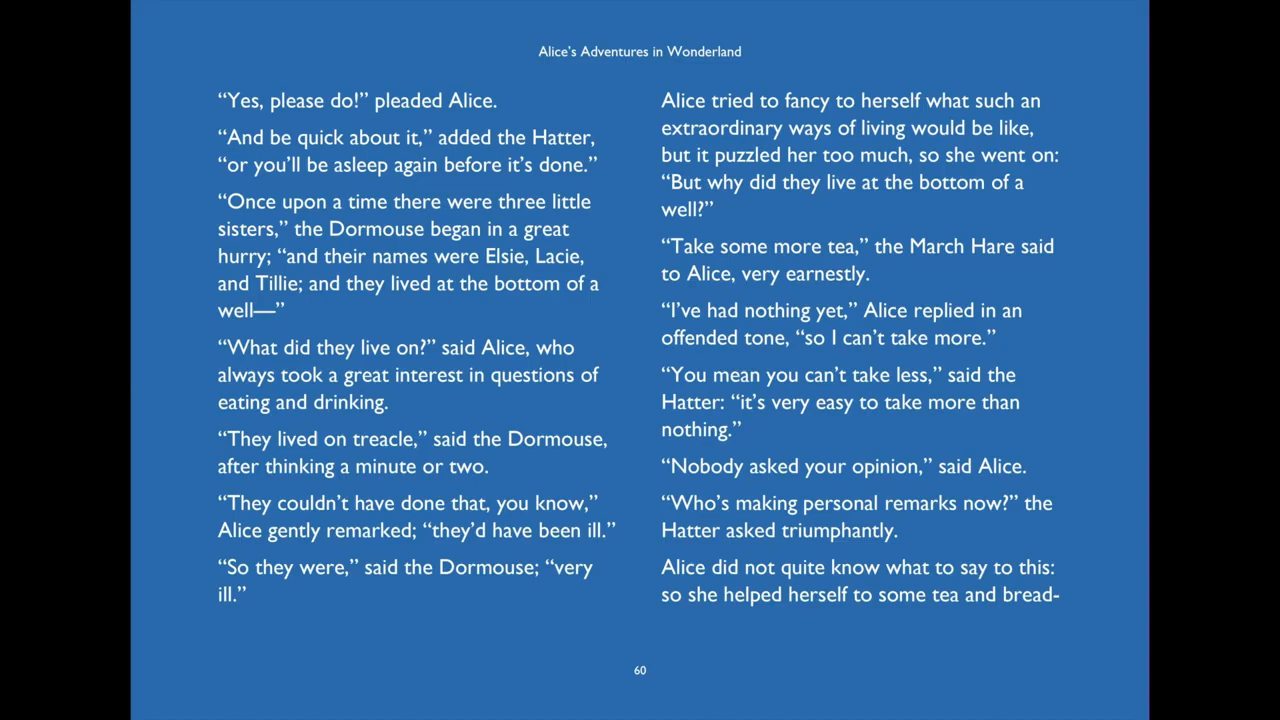 Alice’s Adventures in Wonderland
“Yes, please do!” pleaded Alice.
“And be quick about it,” added the Hatter,
“or you’ll be asleep again before it’s done.”
“Once upon a time there were three little
sisters,” the Dormouse began in a great
hurry; “and their names were Elsie, Lacie,
and Tillie; and they lived at the bottom of a
well—”
“What did they live on?” said Alice, who
always took a great interest in questions of
eating and drinking.
“They lived on treacle,” said the Dormouse,
after thinking a minute or two.
“They couldn’t have done that, you know,”
Alice gently remarked; “they’d have been ill.”
“So they were,” said the Dormouse; “very
ill.”
Alice tried to fancy to herself what such an
extraordinary ways of living would be like,
but it puzzled her too much, so she went on:
“But why did they live at the bottom of a
well?”
“Take some more tea,” the March Hare said
to Alice, very earnestly.
“I’ve had nothing yet,” Alice replied in an
offended tone, “so I can’t take more.”
“You mean you can’t take less,” said the
Hatter: “it’s very easy to take more than
nothing.”
“Nobody asked your opinion,” said Alice.
“Who’s making personal remarks now?” the
Hatter asked triumphantly.
Alice did not quite know what to say to this:
so she helped herself to some tea and bread-
60